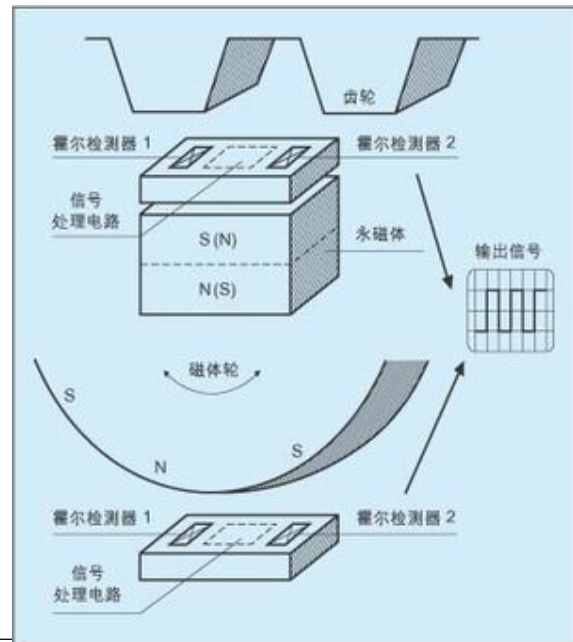 齿轮
霍尔检测器 1
霍尔检测器 2
信号
处理电路
S(N)
永磁体
N(S)
输出信号
磁体轮
S
N
S
霍尔检测器 1
霍尔检测器 2
信号
处理电路